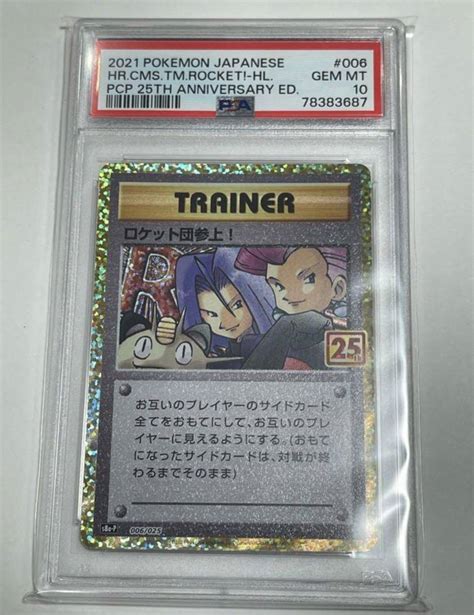 2021 POKEMON JAPANESE #006
HR.CMS.TM.ROCKET!-HL. GEM MT
PCP 25TH ANNIVERSARY ED. 10
PSA 78383687
TRAINER
ロケット団参上！
25th
お互いのプレイヤーのサイドカード
全てをおもてにして、お互いのプレ
イヤーに見えるようにする。（おもて
になったサイドカードは、対戦が終
わるまでそのまま）
s8a-P 006/025